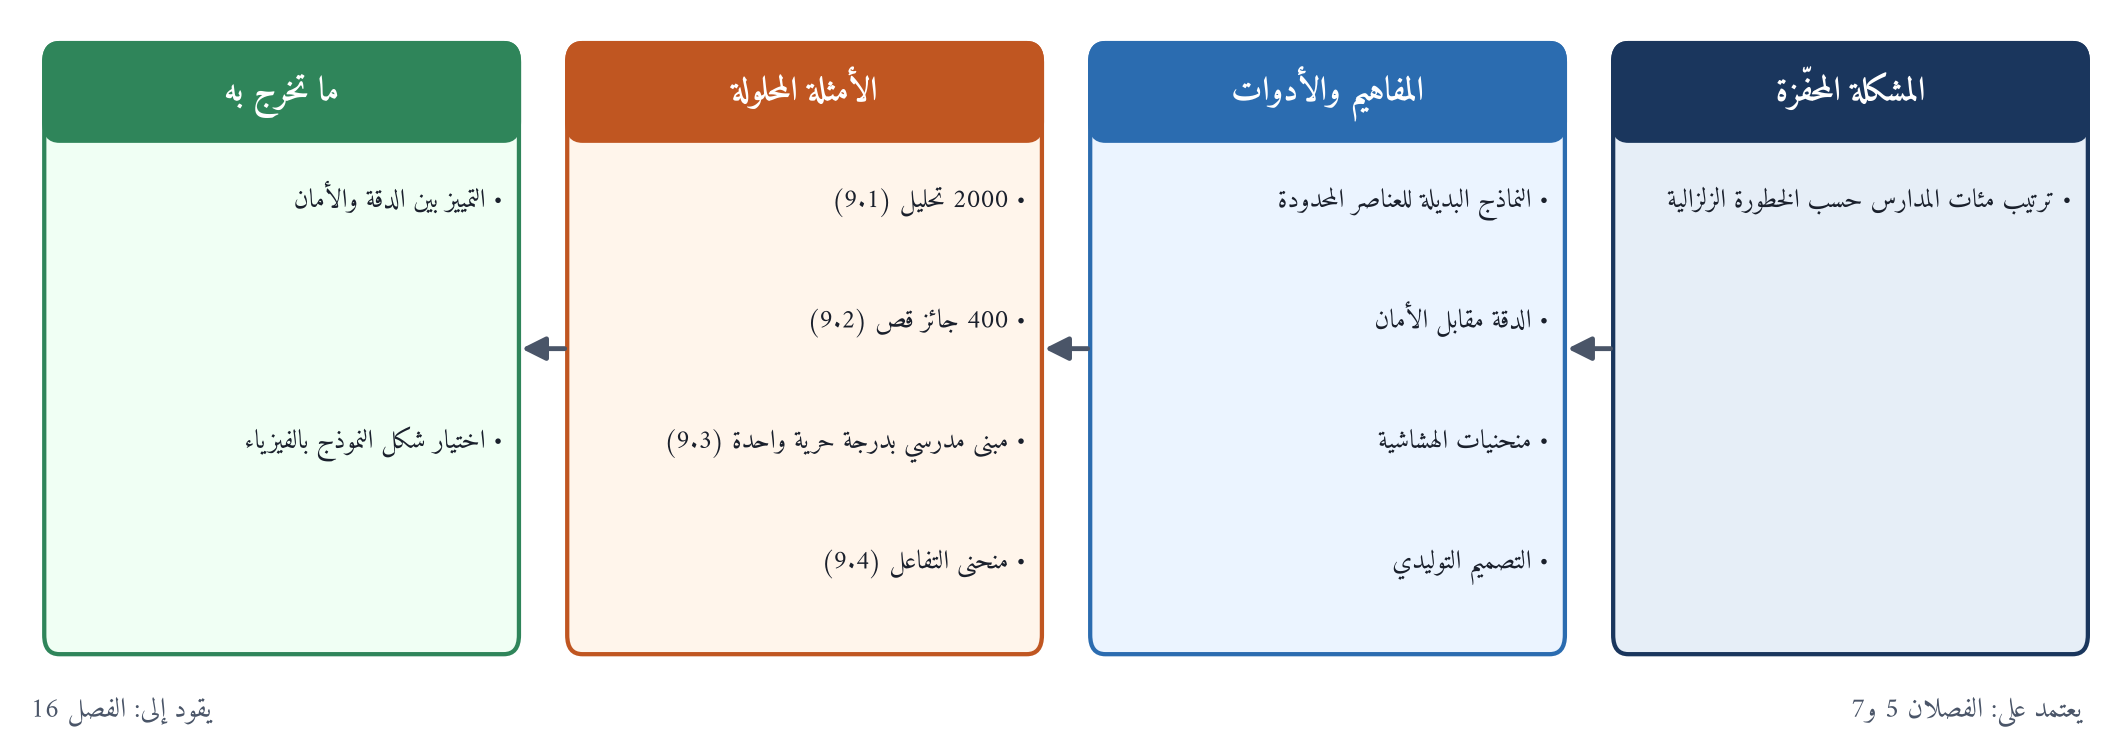 المشكلة المحفّزة
• ترتيب مئات المدارس حسب الخطورة الزلزالية
المفاهيم والأدوات
• النماذج البديلة للعناصر المحدودة
• الدقة مقابل الأمان
• منحنيات الهشاشية
• التصميم التوليدي
الأمثلة المحلولة
• 2000 تحليل (9.1)
• 400 جائز قص (9.2)
• مبنى مدرسي بدرجة حرية واحدة (9.3)
• منحنى التفاعل (9.4)
ما تخرج به
• التمييز بين الدقة والأمان
• اختيار شكل النموذج بالفيزياء
يعتمد على: الفصلان 5 و7
يقود إلى: الفصل 16